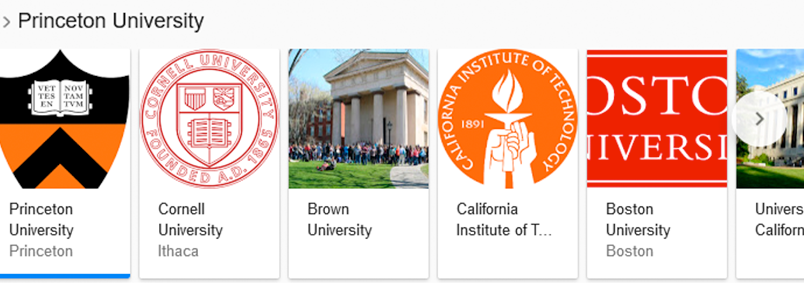 Princeton University
VET NOV
TES TAM
EN TVM
CORNELL UNIVERSITY
FOUNDED A.D. 1865
CALIFORNIA INSTITUTE OF TECHNOLOGY
1891
OSTO
IVERSI
Princeton
University
Princeton
Cornell
University
Ithaca
Brown
University
California
Institute of T...
Boston
University
Boston
Univers
Californ